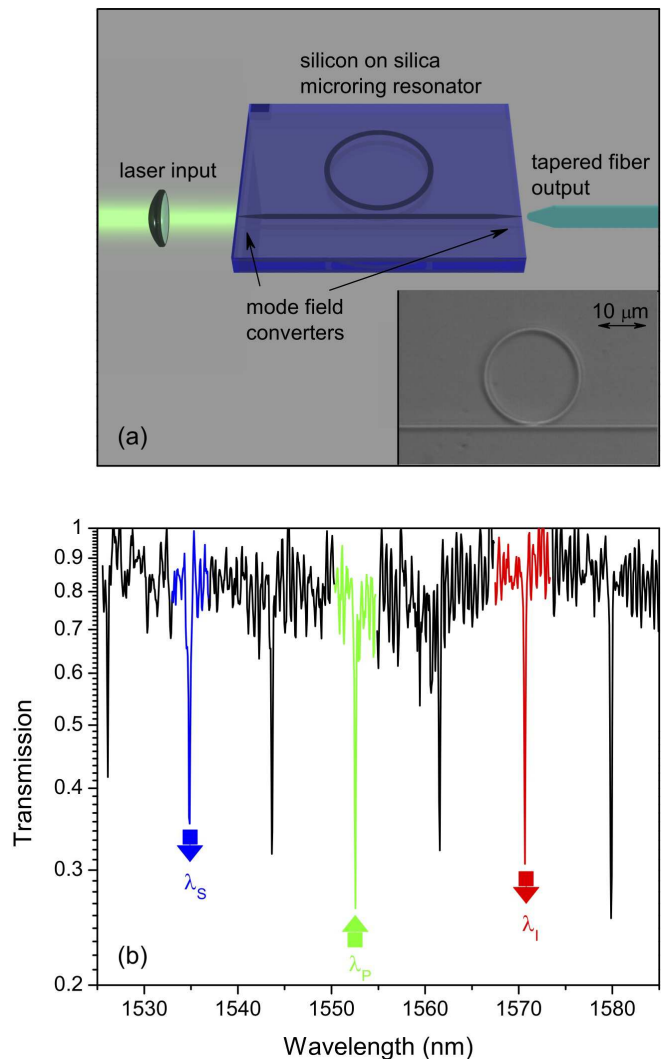 silicon on silica
microring resonator
laser input
tapered fiber
output
mode field
converters
10 μm
(a)
1
0.9
0.8
0.7
0.6
0.5
0.4
0.3
0.2
Transmission
λS
λP
λI
(b)
1530 1540 1550 1560 1570 1580
Wavelength (nm)